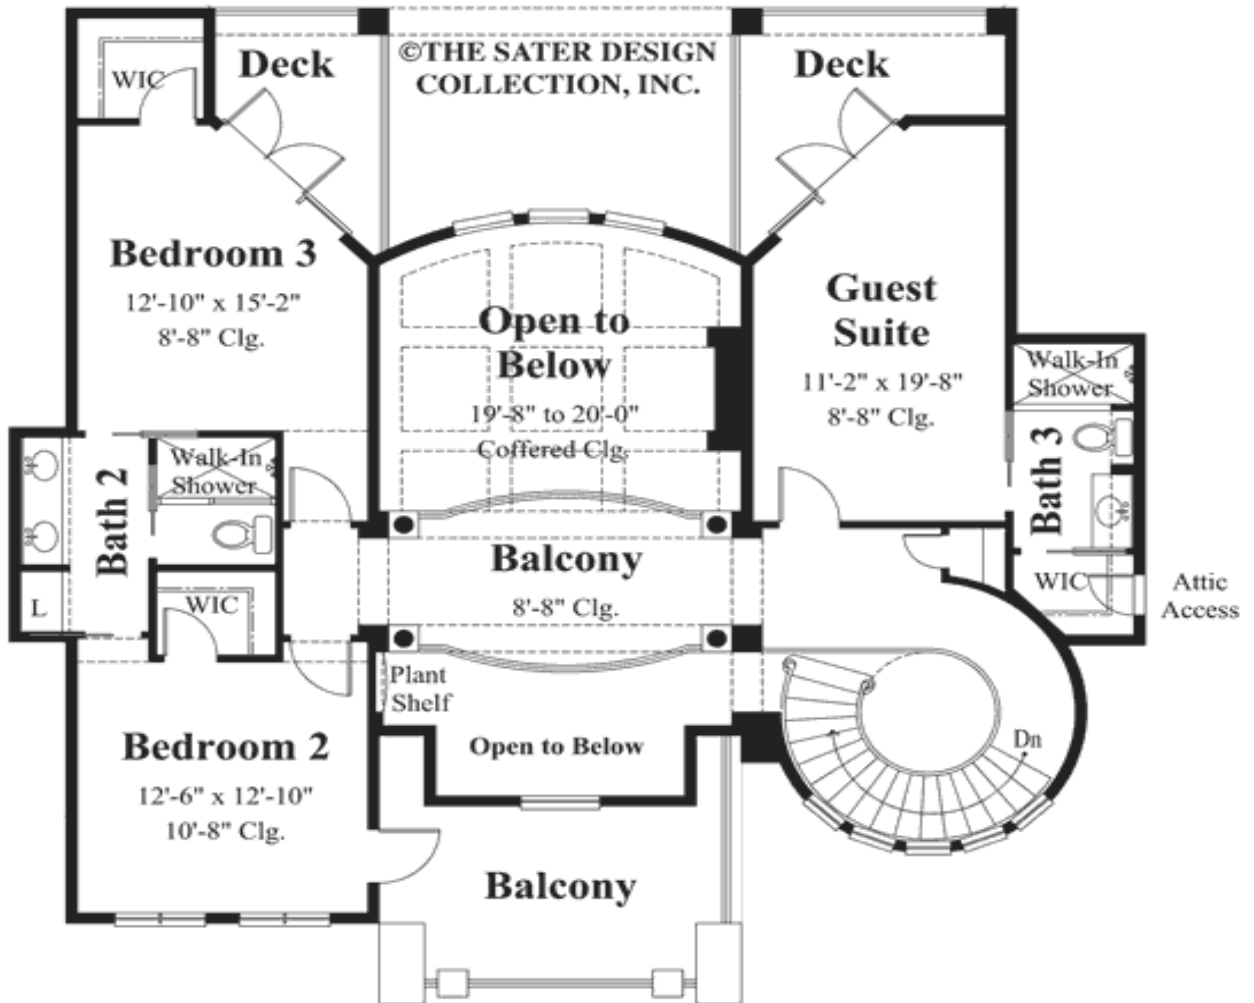 WIC
Deck
©THE SATER DESIGN
COLLECTION, INC.
Deck
Bedroom 3
12'-10" x 15'-2"
8'-8" Clg.
Open to
Below
19'-8" to 20'-0"
Coffered Clg.
Guest
Suite
11'-2" x 19'-8"
8'-8" Clg.
Walk-In
Shower
Bath 3
WIC
Attic
Access
Bath 2
Walk-In
Shower
L
WIC
Balcony
8'-8" Clg.
Plant
Shelf
Open to Below
Dn
Bedroom 2
12'-6" x 12'-10"
10'-8" Clg.
Balcony